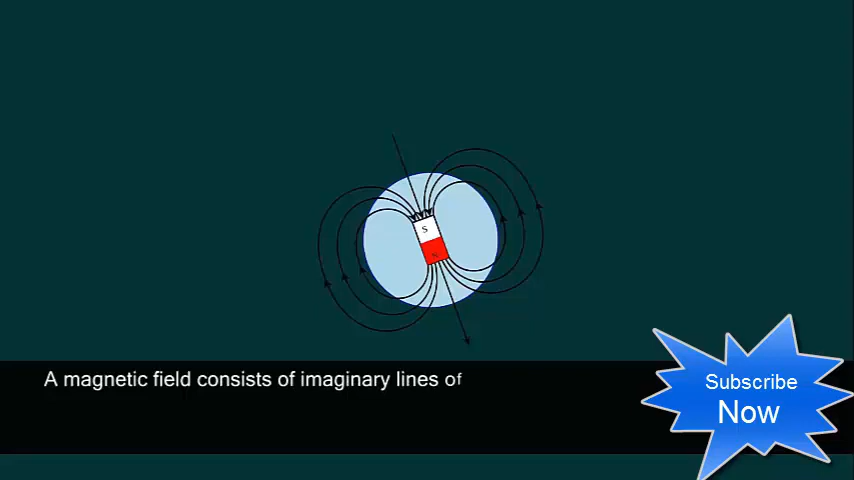 S
N
A magnetic field consists of imaginary lines of
Subscribe
Now